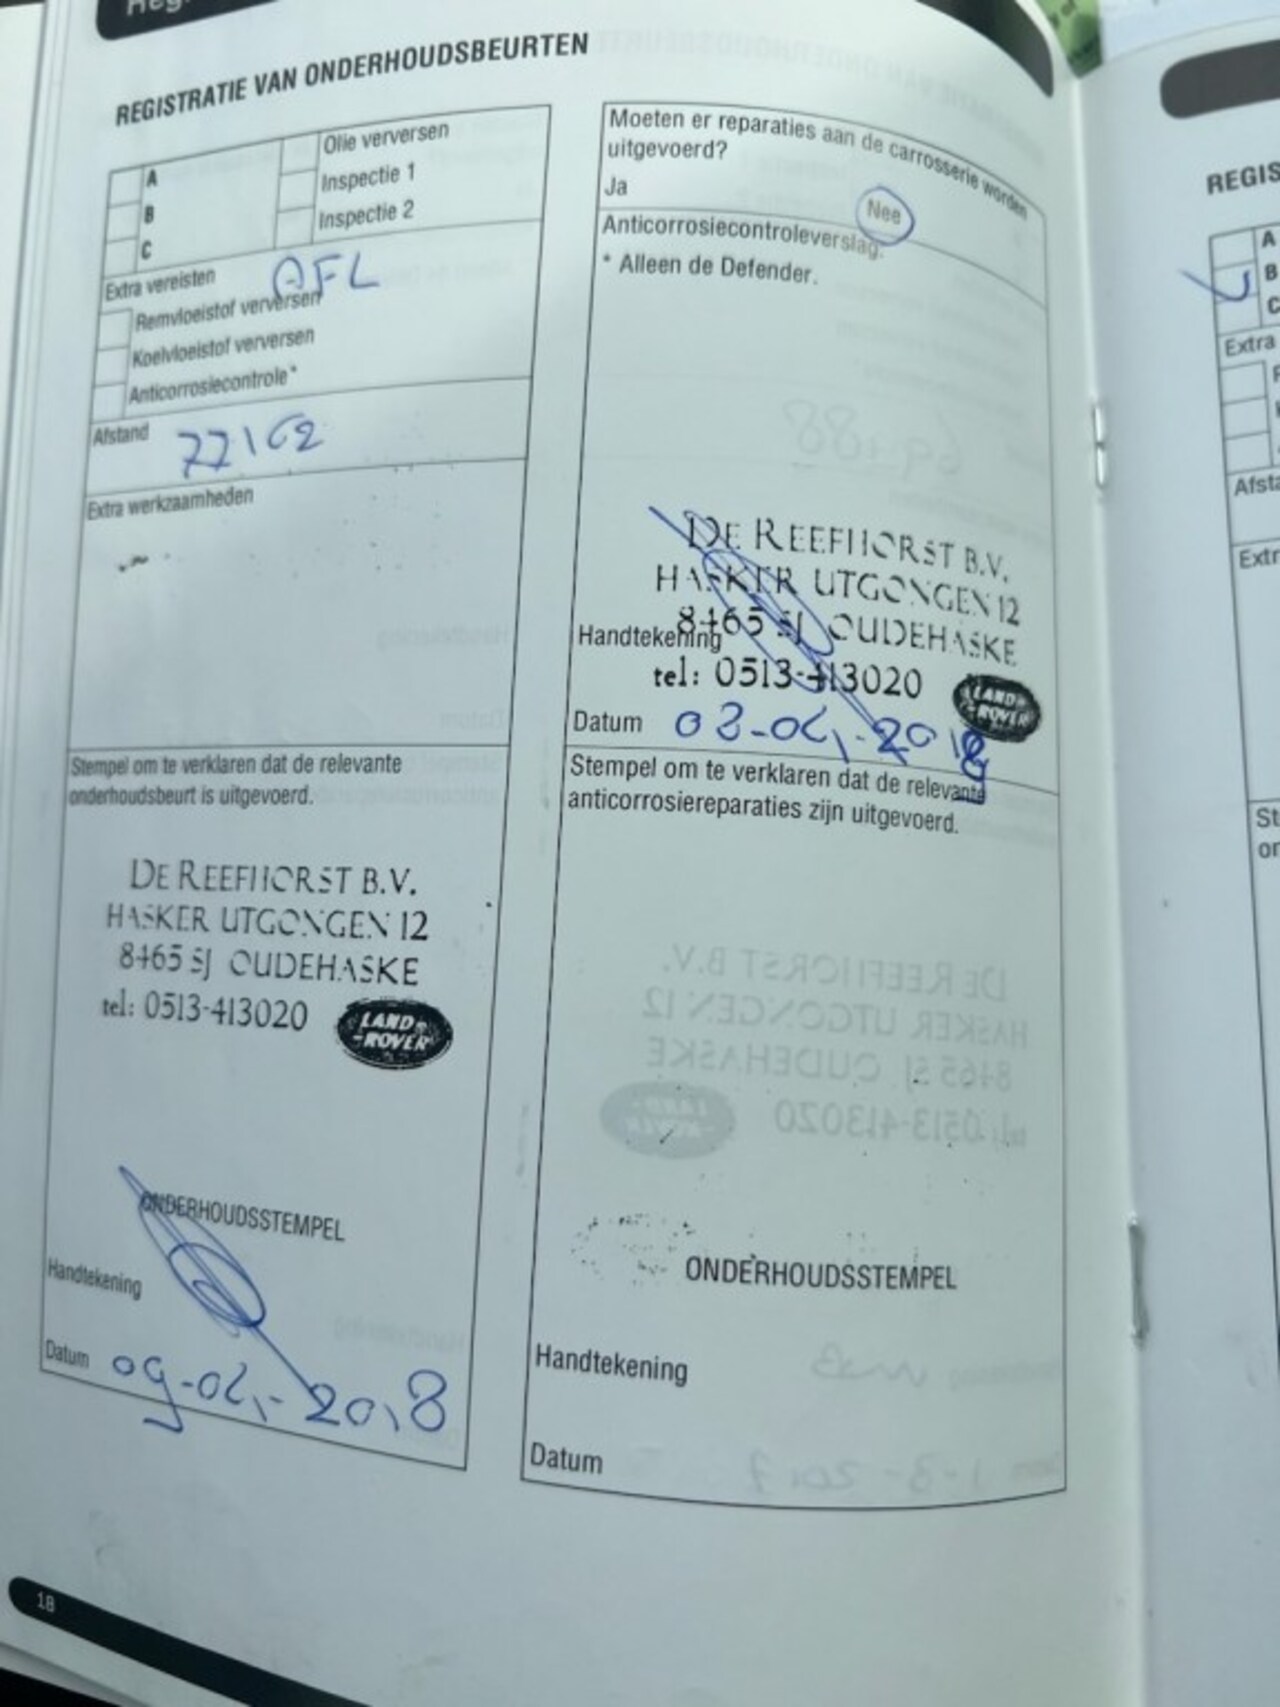 REGISTRATIE VAN ONDERHOUDSBEURTEN
A
B
C
Olie verversen
Inspectie 1
Inspectie 2
Extra vereisten
AFL
Remvloeistof verversen
Koelvloeistof verversen
Anticorrosiecontrole*
Afstand
77162
Extra werkzaamheden
Stempel om te verklaren dat de relevante
onderhoudsbeurt is uitgevoerd.
DE REEFHORST B.V.
HASKER UTGONGEN 12
8465 SJ OUDEHASKE
tel: 0513-413020
LAND-
-ROVER
ONDERHOUDSSTEMPEL
Handtekening
Datum 09-04-2018
18
Moeten er reparaties aan de carrosserie worden
uitgevoerd?
Ja
Nee
Anticorrosiecontroleverslag.
* Alleen de Defender.
DE REEFHORST B.V.
HASKER UTGONGEN 12
8465 SJ OUDEHASKE
Handtekening
tel: 0513-413020
LAND-
-ROVER
Datum
Stempel om te verklaren dat de relevante
anticorrosiereparaties zijn uitgevoerd.
ONDERHOUDSSTEMPEL
Handtekening
Datum
REGIS
A
B
C
Extra
Afsta
Extr
St
or